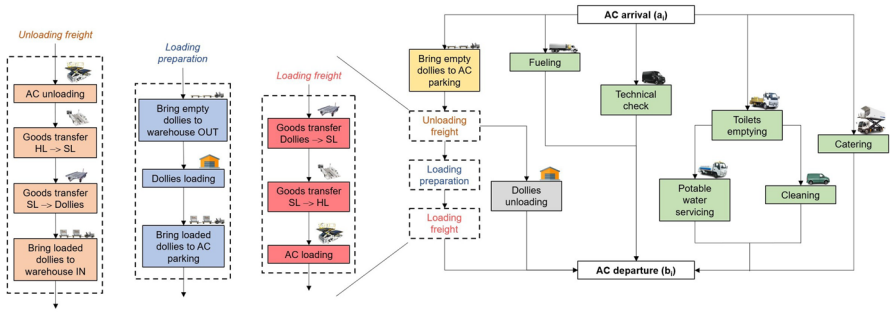 Unloading freight
AC unloading
Goods transfer
HL –> SL
Goods transfer
SL –> Dollies
Bring loaded
dollies to
warehouse IN
Loading
preparation
Bring empty
dollies to
warehouse OUT
Dollies loading
Bring loaded
dollies to AC
parking
Loading freight
Goods transfer
Dollies –> SL
Goods transfer
SL –> HL
AC loading
AC arrival (aᵢ)
Bring empty
dollies to AC
parking
Unloading
freight
Loading
preparation
Loading
freight
Fueling
Dollies
unloading
Technical
check
Toilets
emptying
Potable
water
servicing
Cleaning
Catering
AC departure (bᵢ)